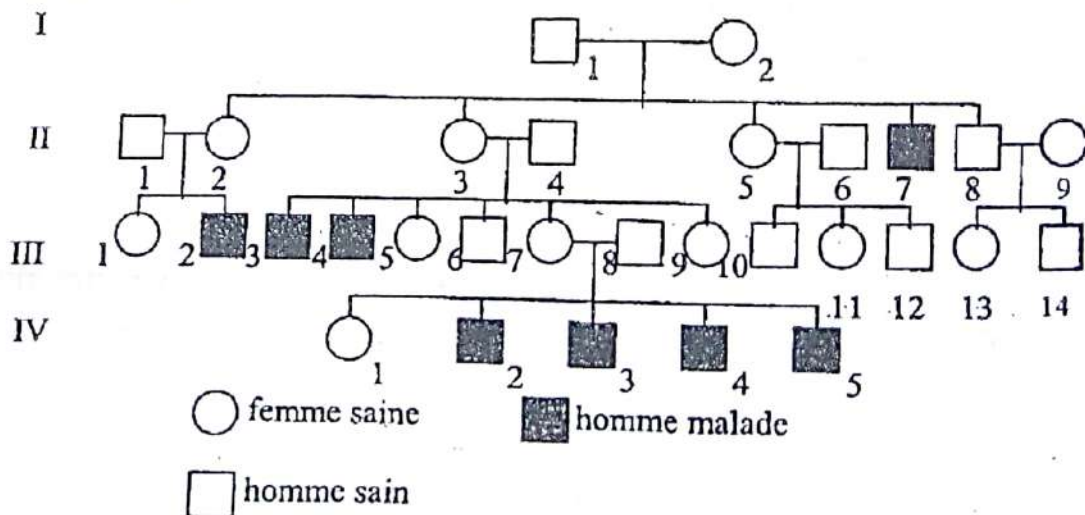 I
1 2
II
1 2 3 4 5 6 7 8 9
III
1 2 3 4 5 6 7 8 9 10
11 12 13 14
IV
1 2 3 4 5
femme saine homme malade
homme sain